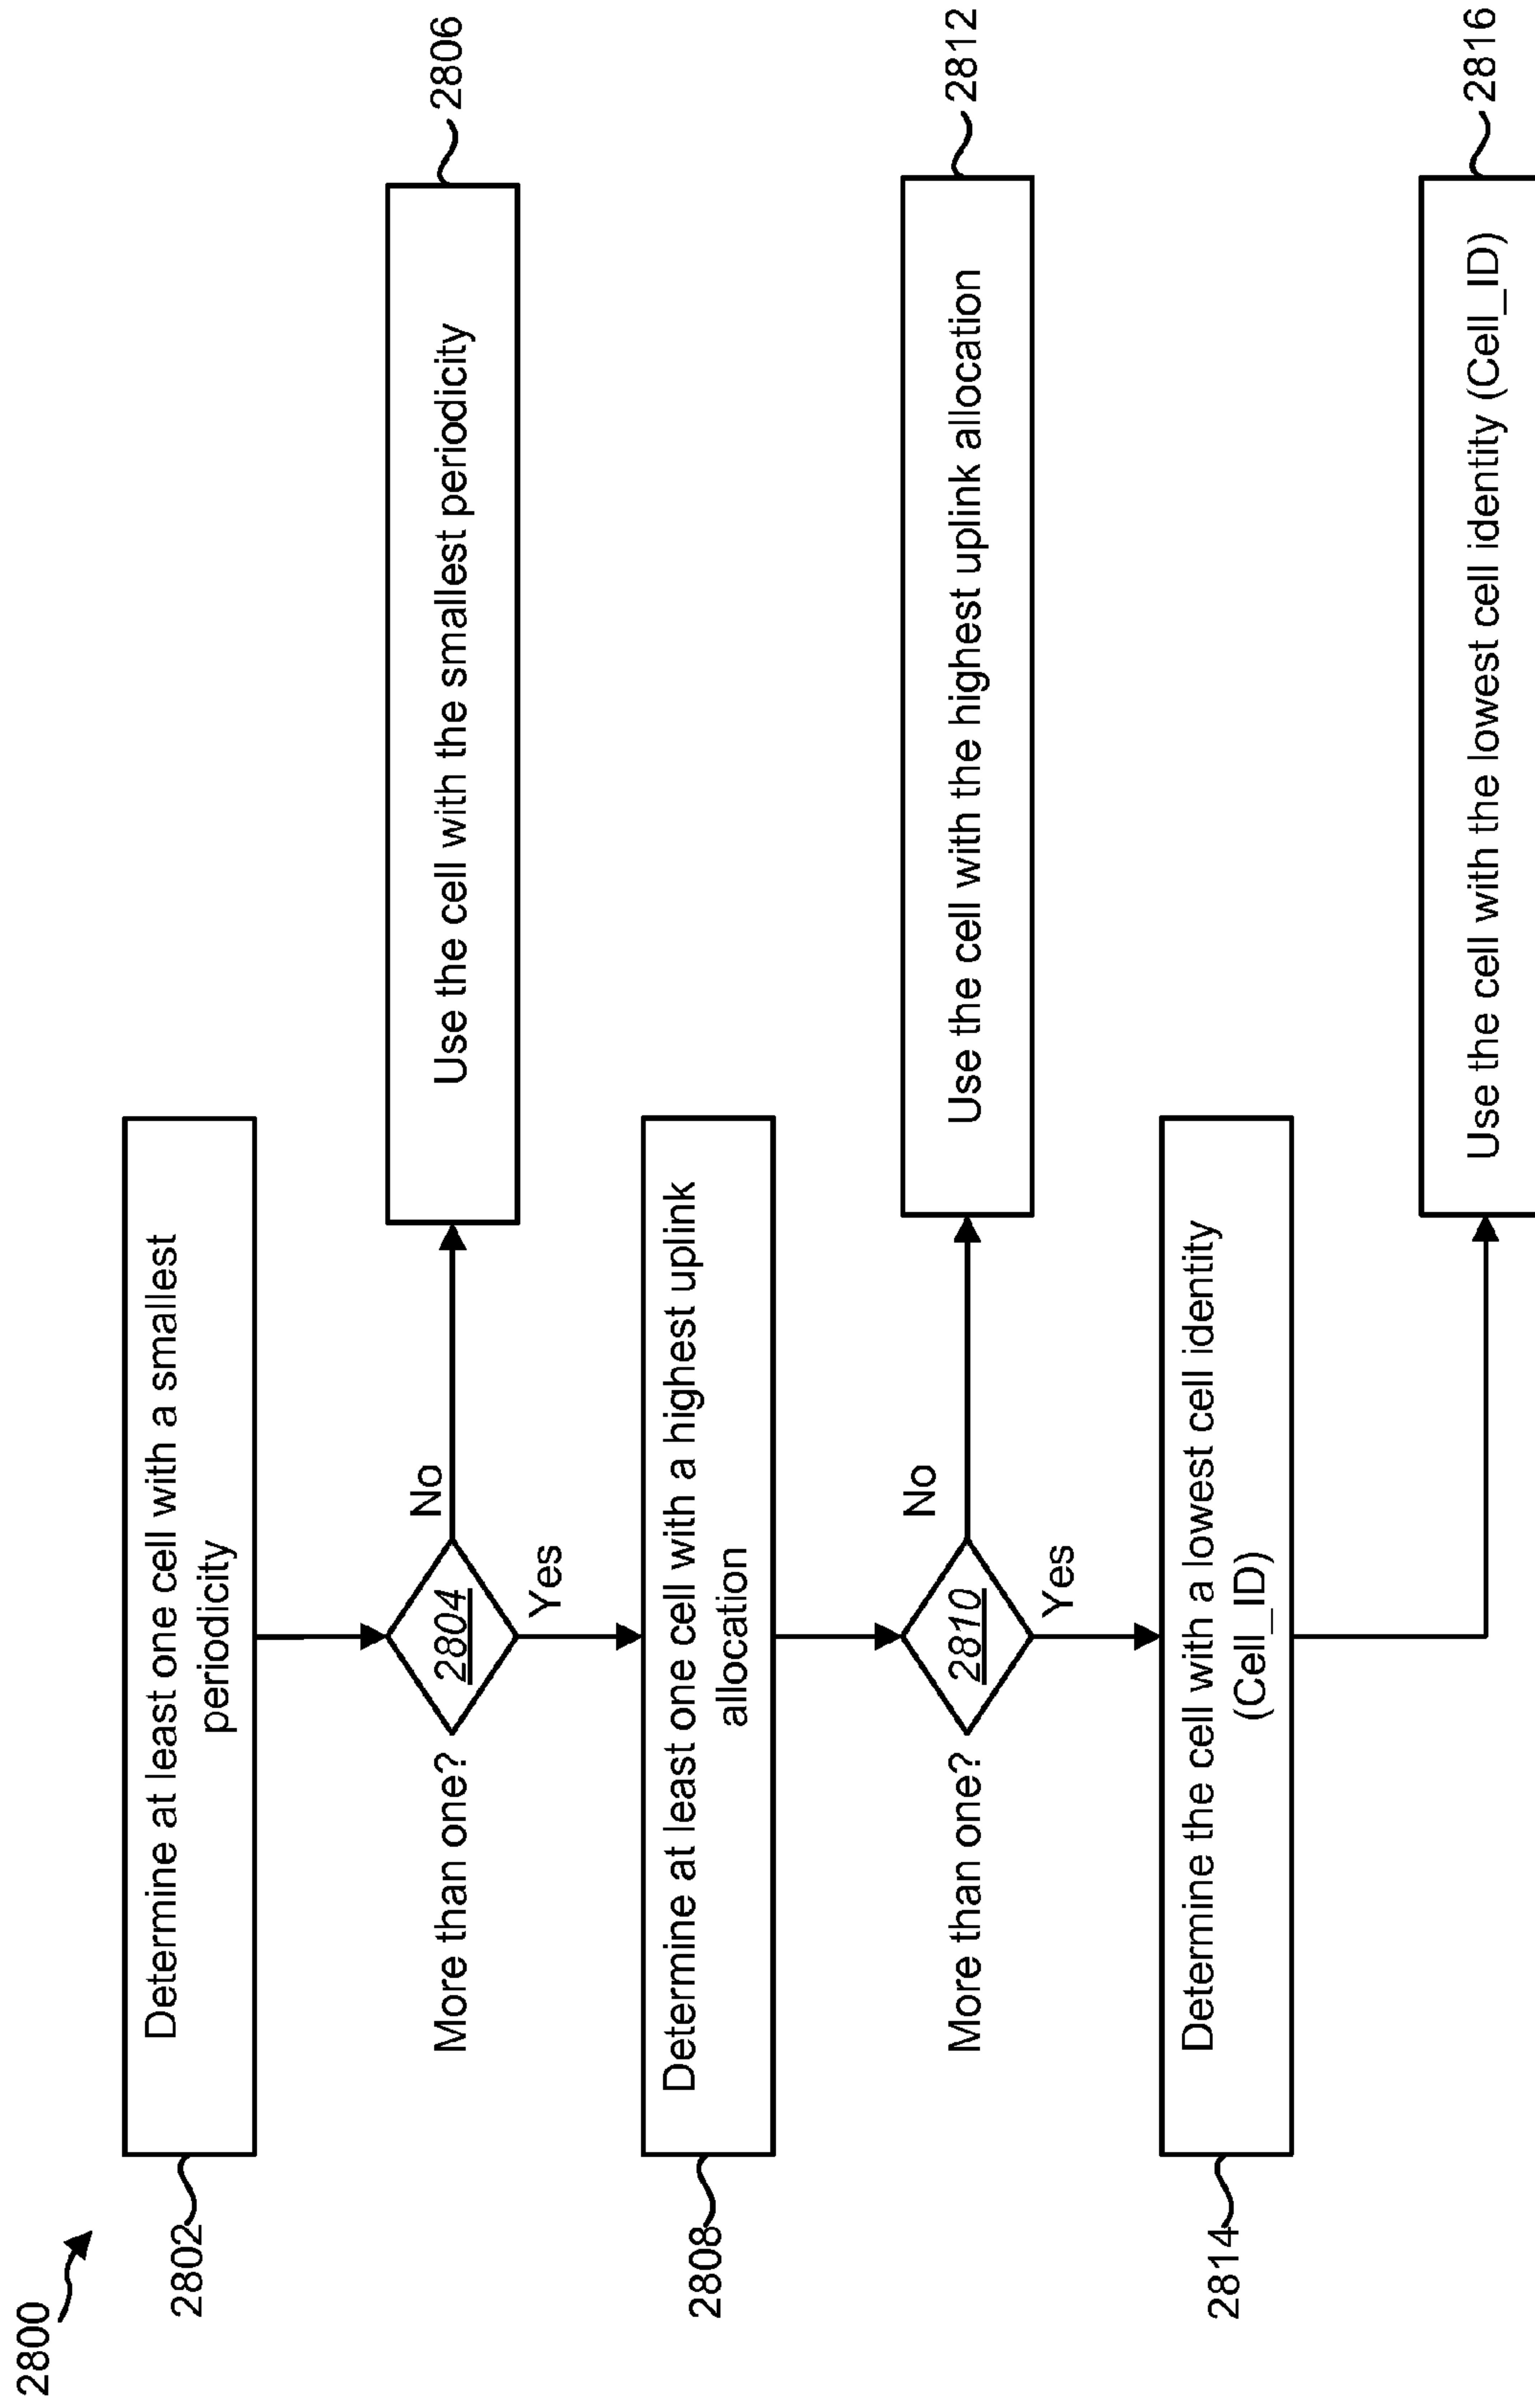 2800
2802
Determine at least one cell with a smallest
periodicity
More than one?
2804
No
Yes
Use the cell with the smallest periodicity
2806
2808
Determine at least one cell with a highest uplink
allocation
More than one?
2810
No
Yes
Use the cell with the highest uplink allocation
2812
2814
Determine the cell with a lowest cell identity
(Cell_ID)
Use the cell with the lowest cell identity (Cell_ID)
2816